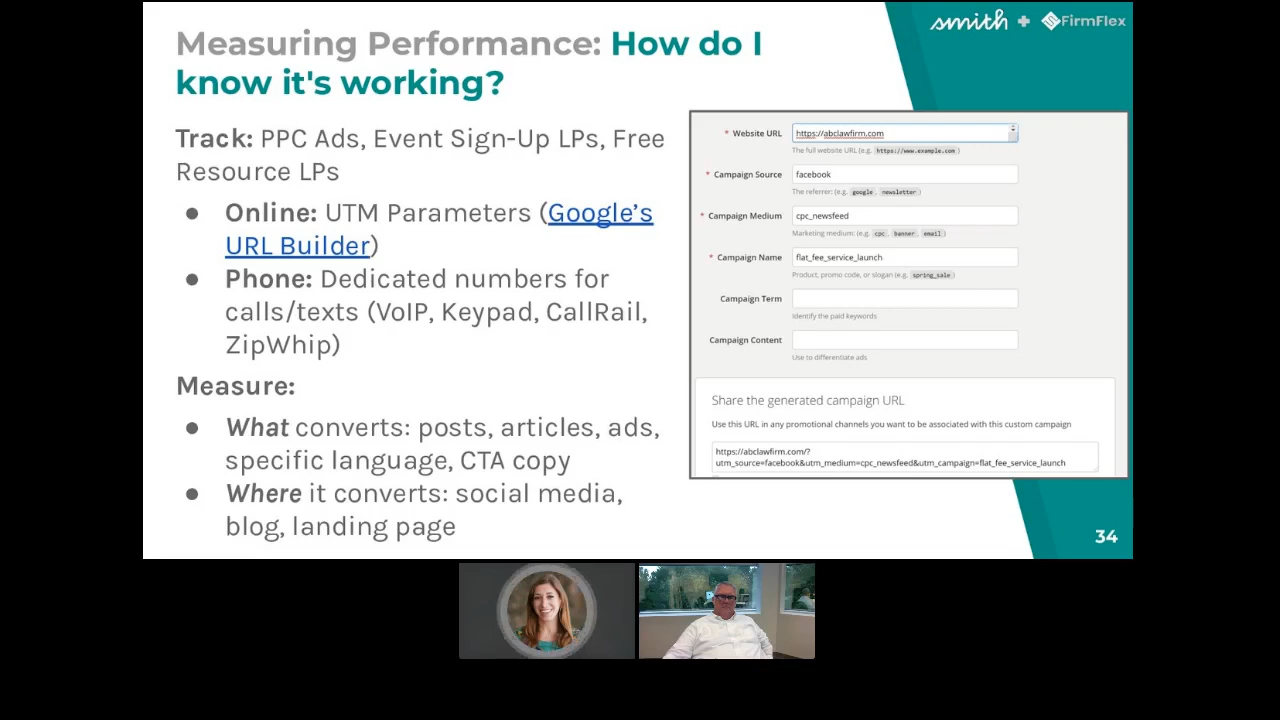 smith + FirmFlex
Measuring Performance: How do I
know it's working?
Track: PPC Ads, Event Sign-Up LPs, Free
Resource LPs
● Online: UTM Parameters (Google’s
URL Builder)
● Phone: Dedicated numbers for
calls/texts (VoIP, Keypad, CallRail,
ZipWhip)
Measure:
● What converts: posts, articles, ads,
specific language, CTA copy
● Where it converts: social media,
blog, landing page
* Website URL https://abclawfirm.com
The full website URL (e.g. https://www.example.com )
* Campaign Source facebook
The referrer: (e.g. google , newsletter )
* Campaign Medium cpc_newsfeed
Marketing medium: (e.g. cpc , banner , email )
* Campaign Name flat_fee_service_launch
Product, promo code, or slogan (e.g. spring_sale )
Campaign Term
Identify the paid keywords
Campaign Content
Use to differentiate ads
Share the generated campaign URL
Use this URL in any promotional channels you want to be associated with this custom campaign
https://abclawfirm.com/?
utm_source=facebook&utm_medium=cpc_newsfeed&utm_campaign=flat_fee_service_launch
34